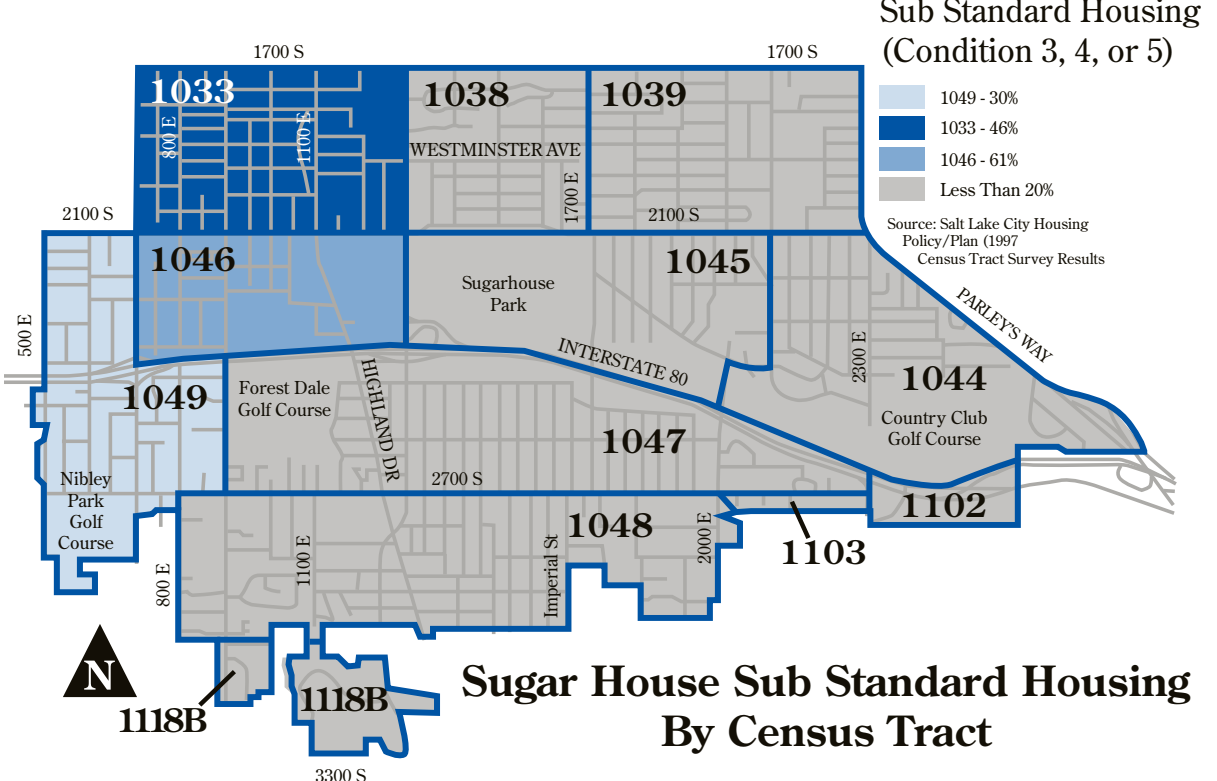 Sub Standard Housing
(Condition 3, 4, or 5)
1049 - 30%
1033 - 46%
1046 - 61%
Less Than 20%
Source: Salt Lake City Housing
Policy/Plan (1997
Census Tract Survey Results
1700 S
1700 S
1033
1038
1039
800 E
1100 E
WESTMINSTER AVE
1700 E
2100 S
2100 S
1046
1045
Sugarhouse
Park
500 E
INTERSTATE 80
2300 E
PARLEY'S WAY
1044
Country Club
Golf Course
1049
Forest Dale
Golf Course
HIGHLAND DR
1047
2700 S
Nibley
Park
Golf
Course
1102
1048
1103
800 E
1100 E
Imperial St
2000 E
N
1118B
1118B
3300 S
Sugar House Sub Standard Housing
By Census Tract